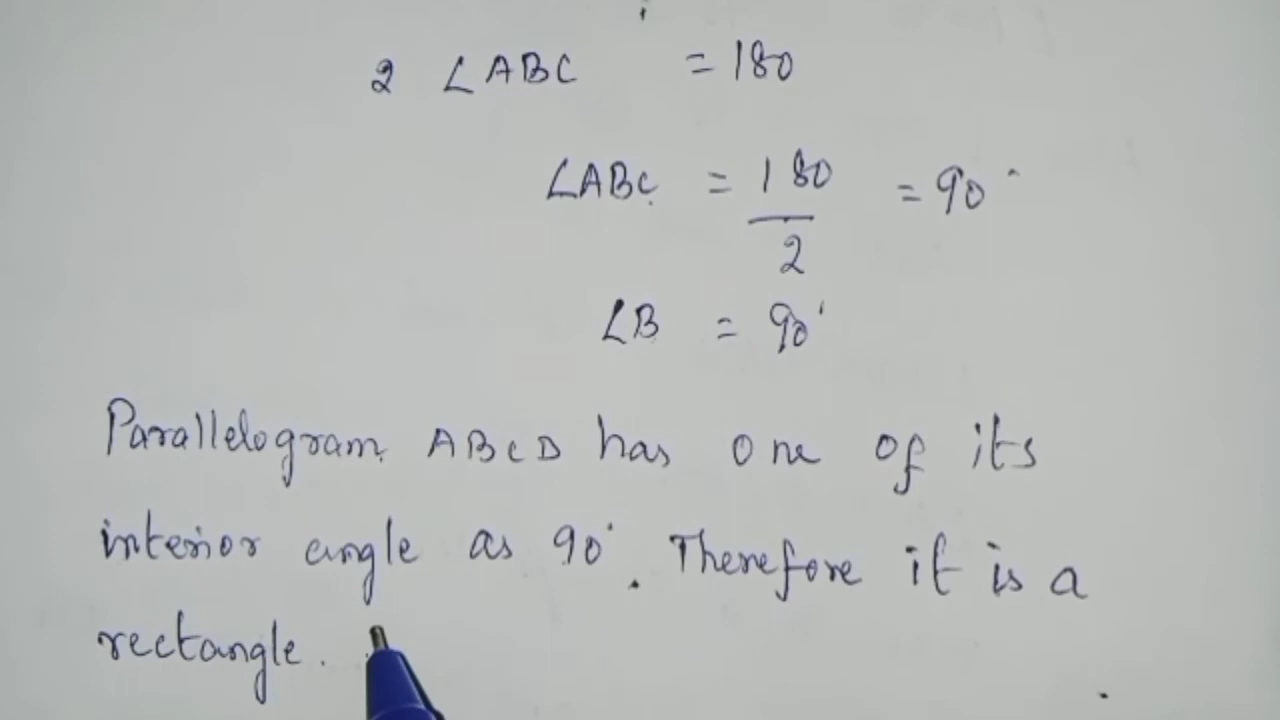 2 ∠ABC = 180
∠ABC = 180/2 = 90°
∠B = 90°
Parallelogram ABCD has one of its
interior angle as 90°. Therefore it is a
rectangle.